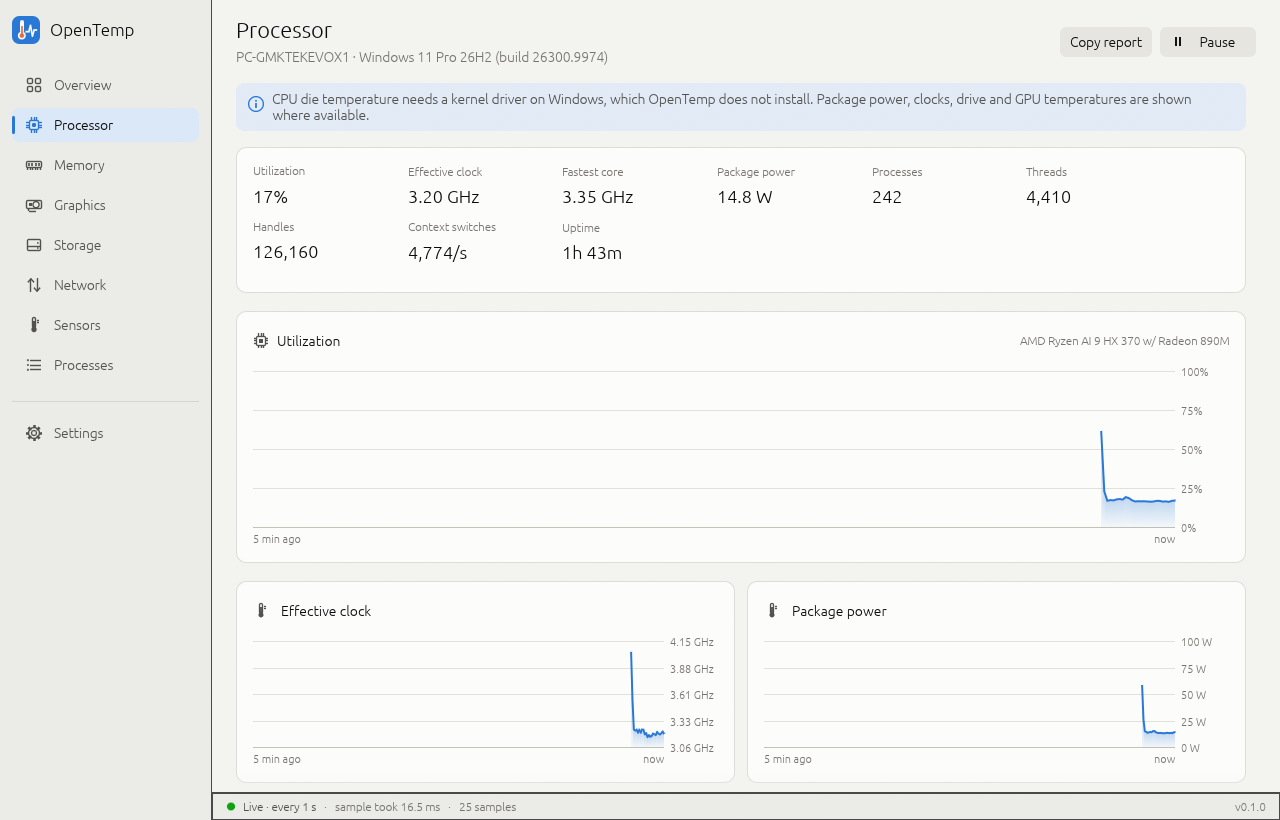 OpenTemp
Overview
Processor
Memory
Graphics
Storage
Network
Sensors
Processes
Settings
Processor
PC-GMKTEKEVOX1 · Windows 11 Pro 26H2 (build 26300.9974)
Copy report
Pause
CPU die temperature needs a kernel driver on Windows, which OpenTemp does not install. Package power, clocks, drive and GPU temperatures are shown
where available.
Utilization
Effective clock
Fastest core
Package power
Processes
Threads
17%
3.20 GHz
3.35 GHz
14.8 W
242
4,410
Handles
Context switches
Uptime
126,160
4,774/s
1h 43m
Utilization
AMD Ryzen AI 9 HX 370 w/ Radeon 890M
100%
75%
50%
25%
0%
5 min ago
now
Effective clock
4.15 GHz
3.88 GHz
3.61 GHz
3.33 GHz
3.06 GHz
5 min ago
now
Package power
100 W
75 W
50 W
25 W
0 W
5 min ago
now
Live · every 1 s · sample took 16.5 ms · 25 samples
v0.1.0